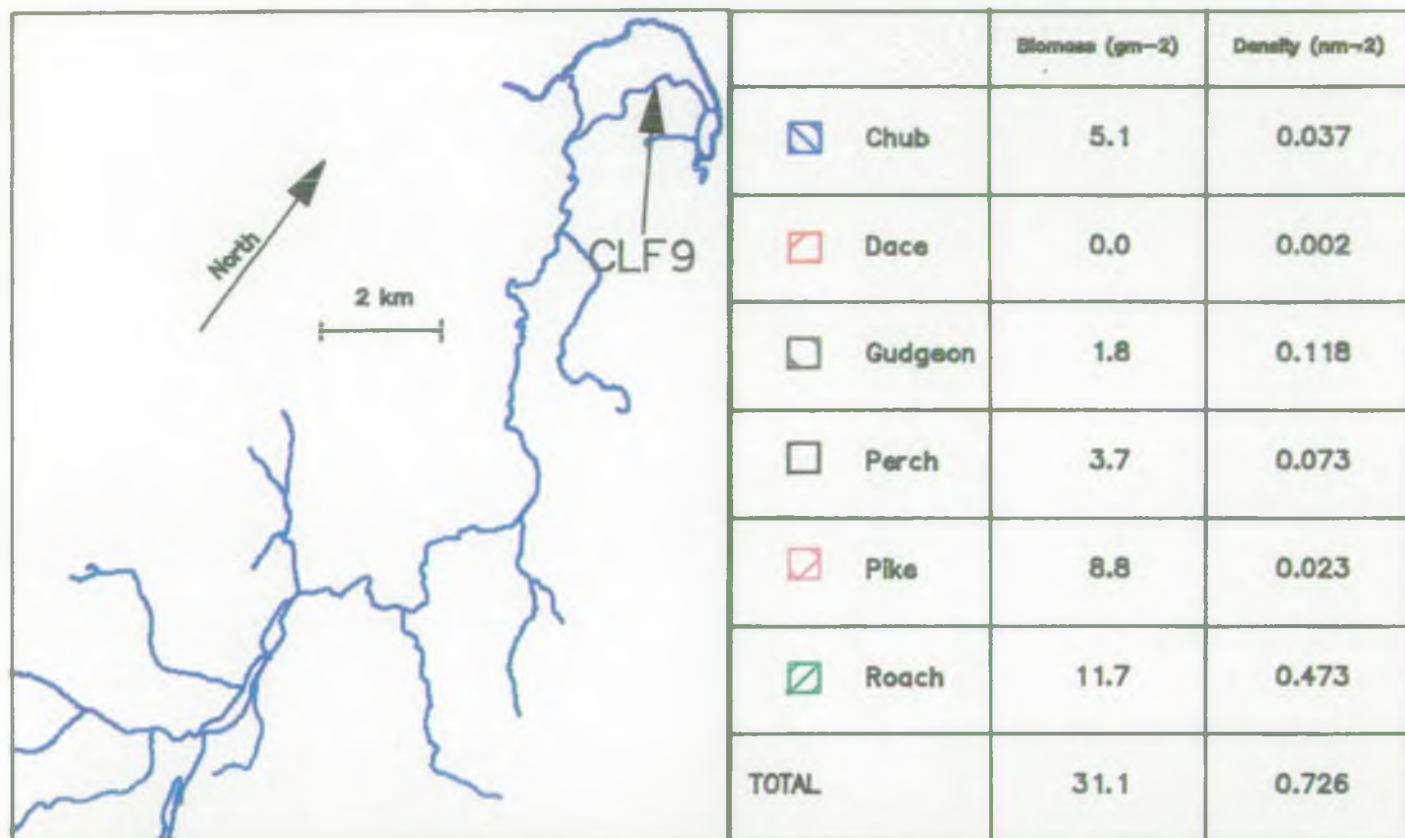 North
2 km
CLF9
Biomass (gm-2) Density (nm-2)
Chub 5.1 0.037
Dace 0.0 0.002
Gudgeon 1.8 0.118
Perch 3.7 0.073
Pike 8.8 0.023
Roach 11.7 0.473
TOTAL 31.1 0.726